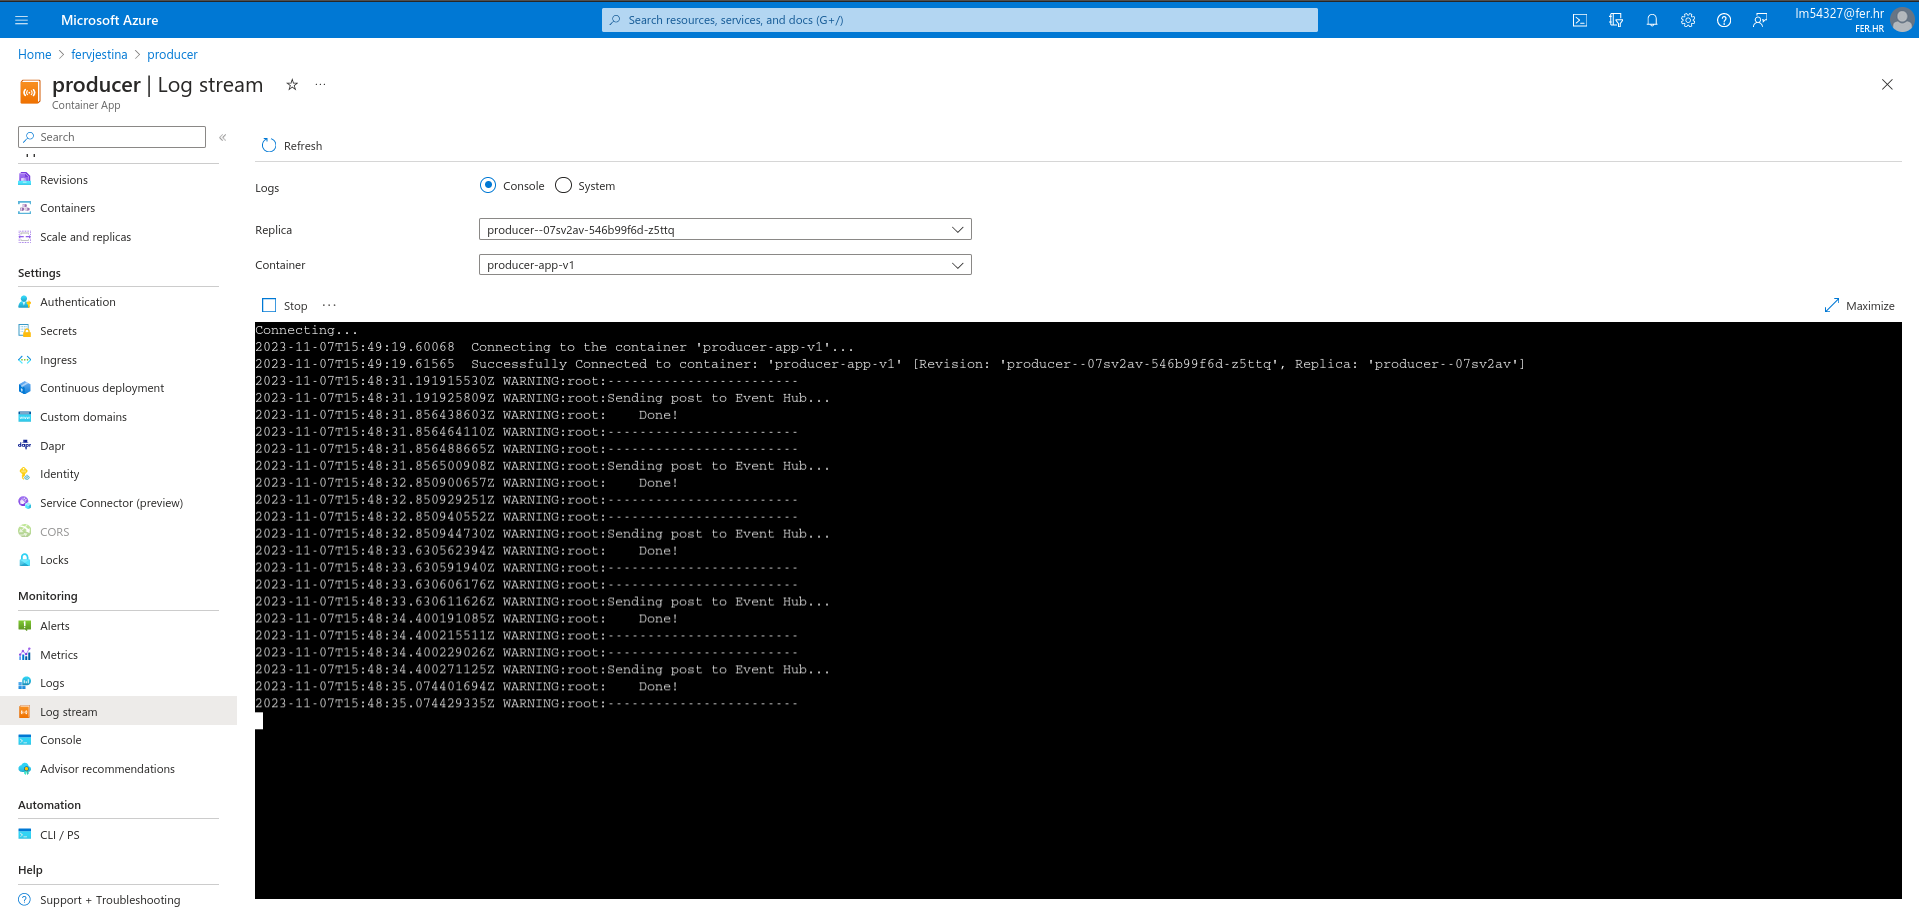 Microsoft Azure
Search resources, services, and docs (G+/)
lm54327@fer.hr
FER.HR
Home > fervjestina > producer
producer | Log stream
Container App
Search
«
Revisions
Containers
Scale and replicas
Settings
Authentication
Secrets
Ingress
Continuous deployment
Custom domains
Dapr
Identity
Service Connector (preview)
CORS
Locks
Monitoring
Alerts
Metrics
Logs
Log stream
Console
Advisor recommendations
Automation
CLI / PS
Help
Support + Troubleshooting
Refresh
Logs
Console
System
Replica
producer--07sv2av-546b99f6d-z5ttq
Container
producer-app-v1
Stop
Maximize
Connecting...
2023-11-07T15:49:19.60068  Connecting to the container 'producer-app-v1'...
2023-11-07T15:49:19.61565  Successfully Connected to container: 'producer-app-v1' [Revision: 'producer--07sv2av-546b99f6d-z5ttq', Replica: 'producer--07sv2av']
2023-11-07T15:48:31.191915530Z WARNING:root:------------------------
2023-11-07T15:48:31.191925809Z WARNING:root:Sending post to Event Hub...
2023-11-07T15:48:31.856438603Z WARNING:root:    Done!
2023-11-07T15:48:31.856464110Z WARNING:root:------------------------
2023-11-07T15:48:31.856488665Z WARNING:root:------------------------
2023-11-07T15:48:31.856500908Z WARNING:root:Sending post to Event Hub...
2023-11-07T15:48:32.850900657Z WARNING:root:    Done!
2023-11-07T15:48:32.850929251Z WARNING:root:------------------------
2023-11-07T15:48:32.850940552Z WARNING:root:------------------------
2023-11-07T15:48:32.850944730Z WARNING:root:Sending post to Event Hub...
2023-11-07T15:48:33.630562394Z WARNING:root:    Done!
2023-11-07T15:48:33.630591940Z WARNING:root:------------------------
2023-11-07T15:48:33.630606176Z WARNING:root:------------------------
2023-11-07T15:48:33.630611626Z WARNING:root:Sending post to Event Hub...
2023-11-07T15:48:34.400191085Z WARNING:root:    Done!
2023-11-07T15:48:34.400215511Z WARNING:root:------------------------
2023-11-07T15:48:34.400229026Z WARNING:root:------------------------
2023-11-07T15:48:34.400271125Z WARNING:root:Sending post to Event Hub...
2023-11-07T15:48:35.074401694Z WARNING:root:    Done!
2023-11-07T15:48:35.074429335Z WARNING:root:------------------------